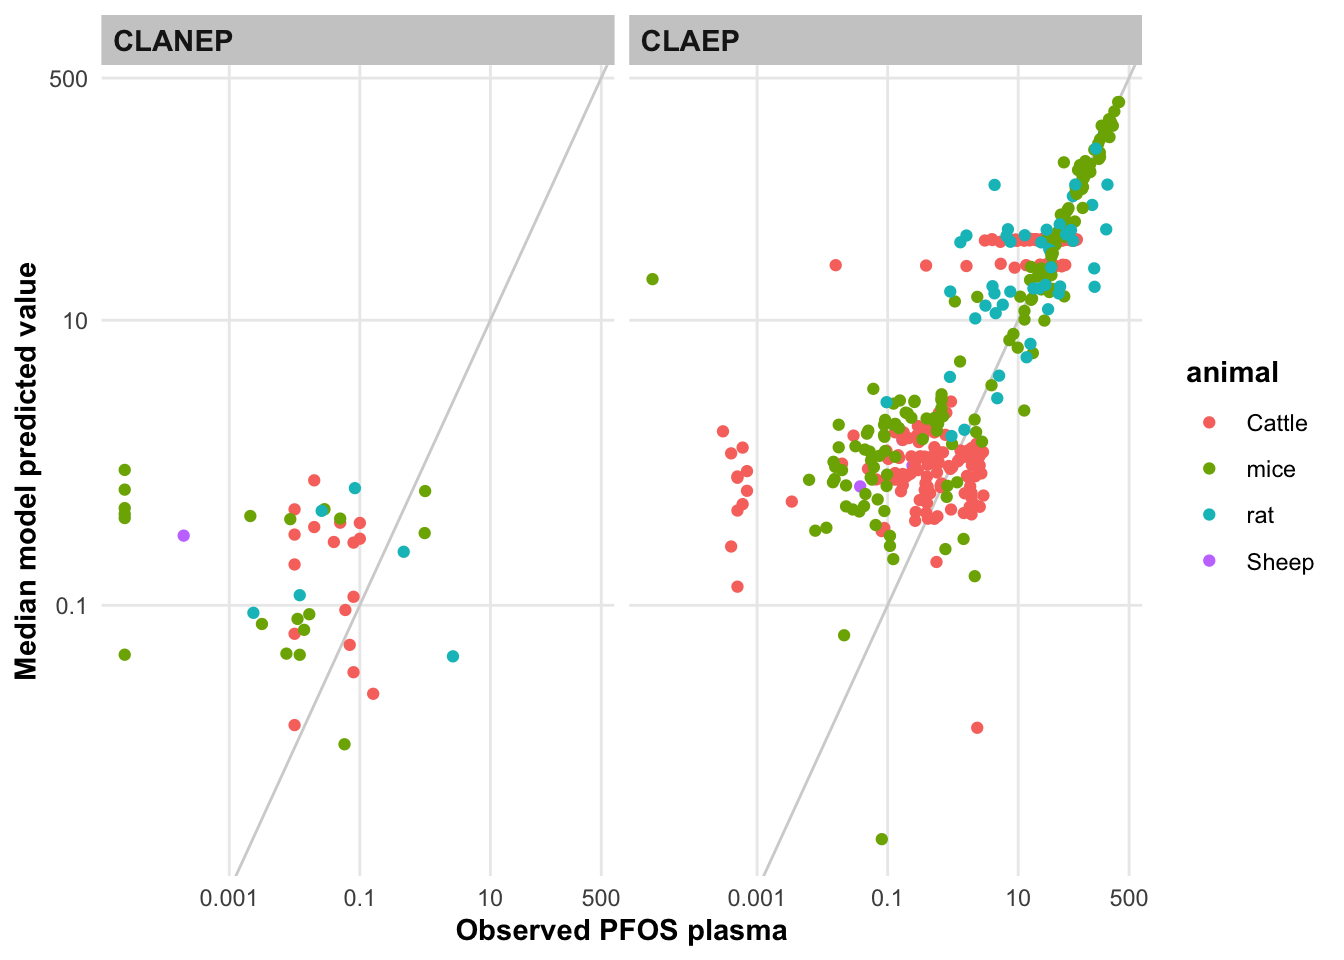 CLANEP
CLAEP
500
10
0.1
Median model predicted value
0.001 0.1 10 500
0.001 0.1 10 500
Observed PFOS plasma
animal
Cattle
mice
rat
Sheep